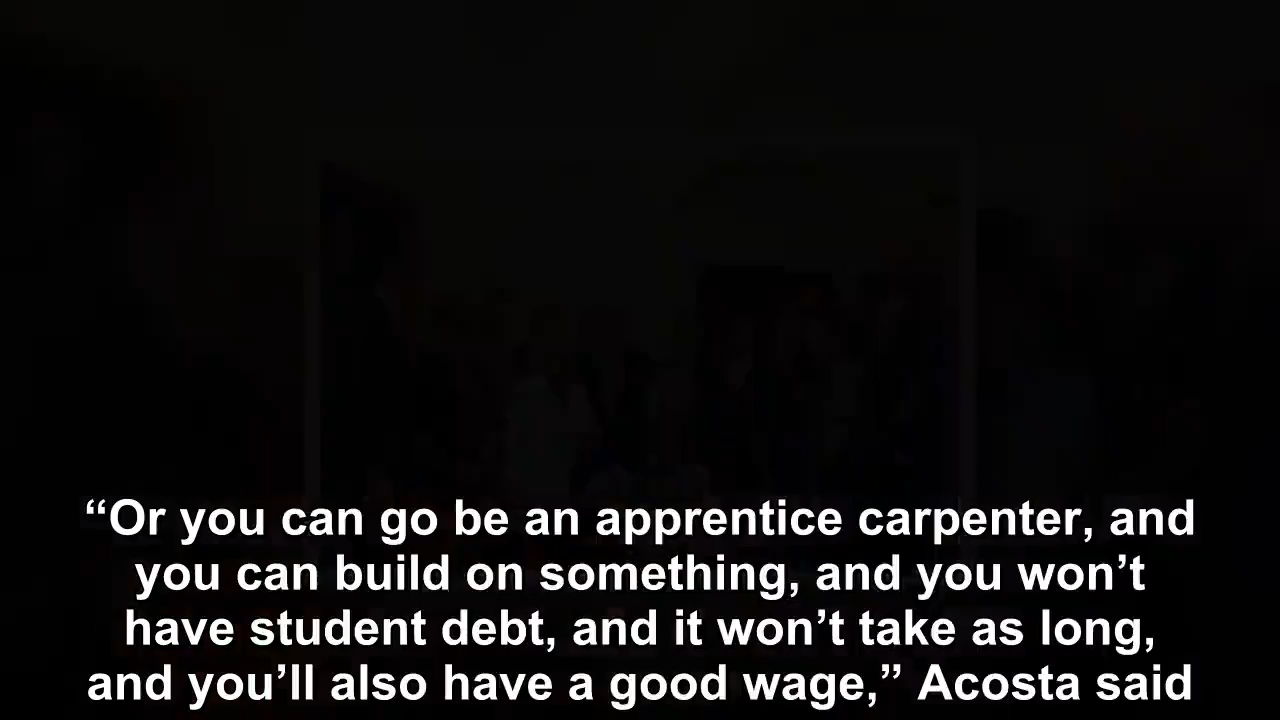 “Or you can go be an apprentice carpenter, and
you can build on something, and you won’t
have student debt, and it won’t take as long,
and you’ll also have a good wage,” Acosta said